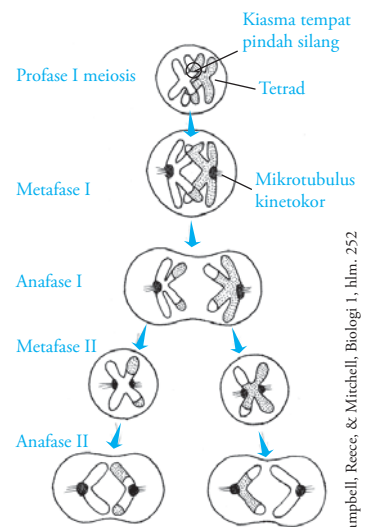 Kiasma tempat
pindah silang
Profase I meiosis
Tetrad
Metafase I
Mikrotubulus
kinetokor
Anafase I
Metafase II
Anafase II
Reece, & Mitchell, Biologi 1, hlm. 252